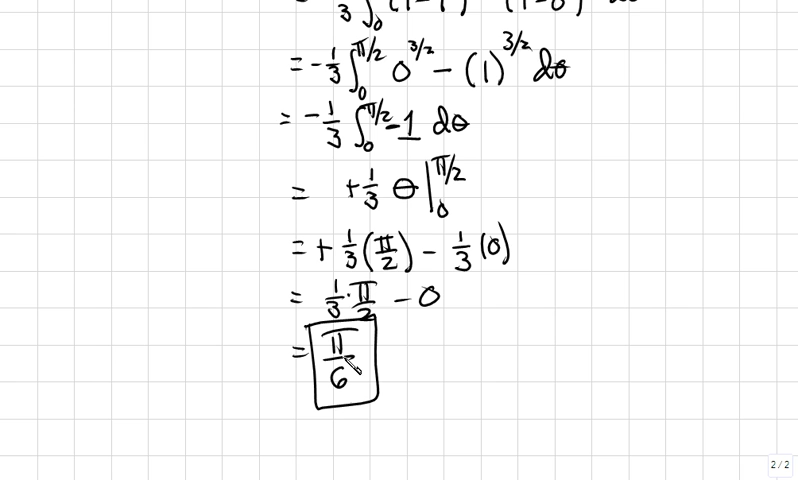 = -1/3 ∫₀^{π/2} 0^{3/2} - (1)^{3/2} dθ
= -1/3 ∫₀^{π/2} -1 dθ
= +1/3 θ |₀^{π/2}
= + 1/3 (π/2) - 1/3 (0)
= 1/3 · π/2 - 0
= π/6
2 / 2